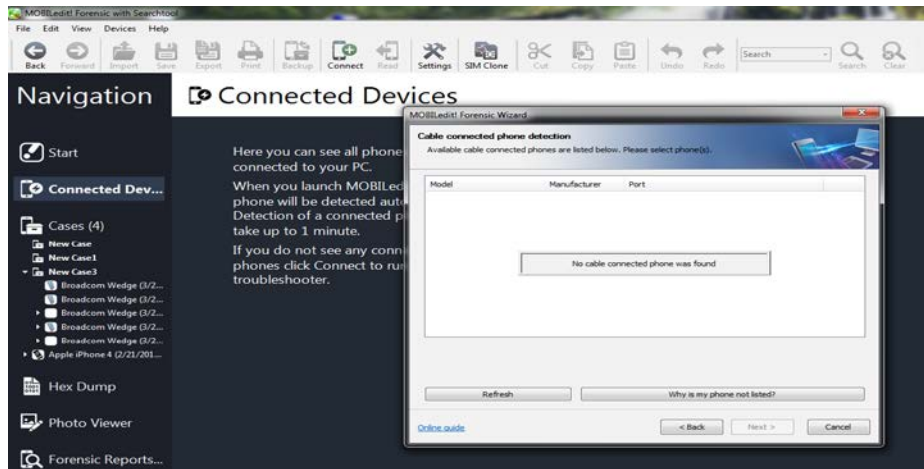 MOBILedit! Forensic with Searchtool
File Edit View Devices Help
Back Forward Import Save Export Print Backup Connect Read Settings SIM Clone Cut Copy Paste Undo Redo Search Search Clear
Navigation
Connected Devices
Start
Connected Dev...
Cases (4)
New Case
New Case1
New Case3
Broadcom Wedge (3/2...
Broadcom Wedge (3/2...
Broadcom Wedge (3/2...
Broadcom Wedge (3/2...
Broadcom Wedge (3/2...
Apple iPhone 4 (2/21/201...
Hex Dump
Photo Viewer
Forensic Reports...
Here you can see all phone
connected to your PC.
When you launch MOBILed
phone will be detected aut
Detection of a connected p
take up to 1 minute.
If you do not see any conn
phones click Connect to ru
troubleshooter.
MOBILedit! Forensic Wizard
Cable connected phone detection
Available cable connected phones are listed below. Please select phone(s).
Model Manufacturer Port
No cable connected phone was found
Refresh Why is my phone not listed?
Online guide < Back Next > Cancel